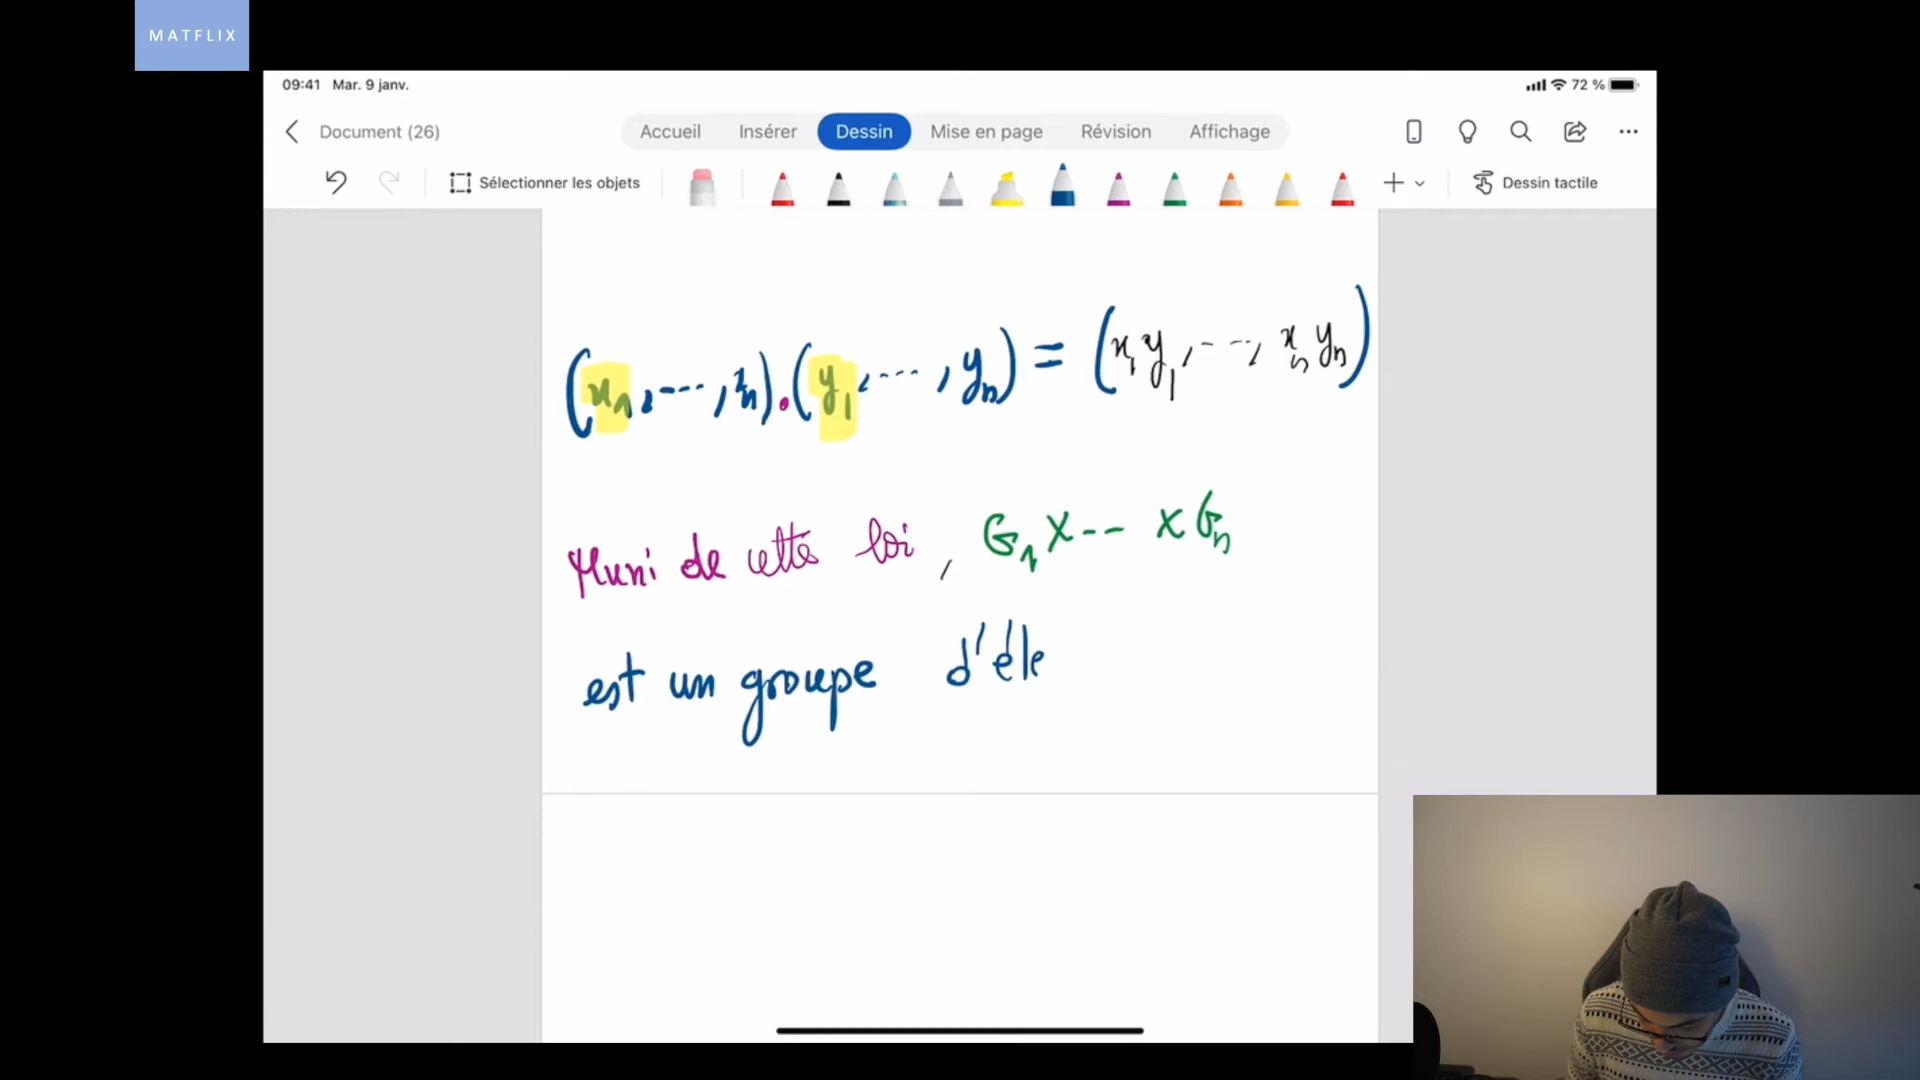 MATFLIX
09:41 Mar. 9 janv. 72 %
Document (26) Accueil Insérer Dessin Mise en page Révision Affichage
Sélectionner les objets Dessin tactile
(x₁, ..., xₙ).(y₁, ..., yₙ) = (x₁y₁, ..., xₙyₙ)
Muni de cette loi, G₁ x -- x Gₙ
est un groupe d'éle